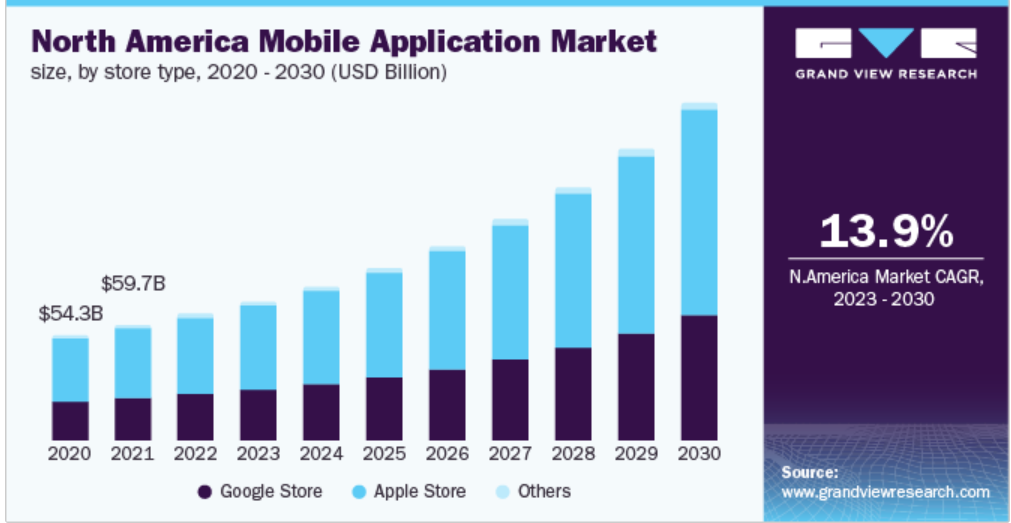 North America Mobile Application Market
size, by store type, 2020 - 2030 (USD Billion)
$54.3B
$59.7B
2020 2021 2022 2023 2024 2025 2026 2027 2028 2029 2030
Google Store Apple Store Others
GRAND VIEW RESEARCH
13.9%
N.America Market CAGR,
2023 - 2030
Source:
www.grandviewresearch.com